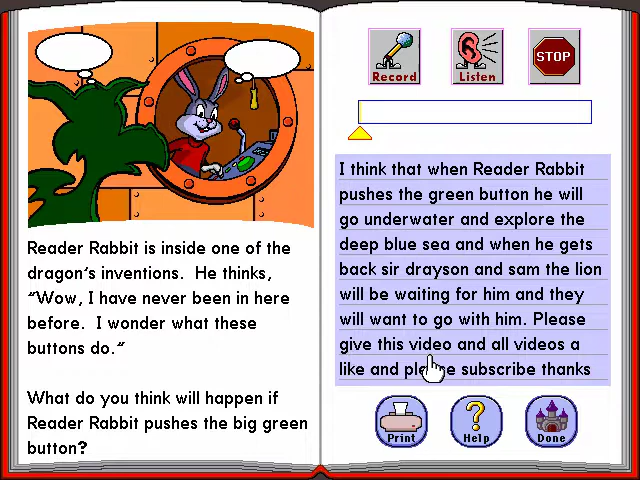 Reader Rabbit is inside one of the
dragon's inventions. He thinks,
"Wow, I have never been in here
before. I wonder what these
buttons do."
What do you think will happen if
Reader Rabbit pushes the big green
button?
Record
Listen
STOP
I think that when Reader Rabbit
pushes the green button he will
go underwater and explore the
deep blue sea and when he gets
back sir drayson and sam the lion
will be waiting for him and they
will want to go with him. Please
give this video and all videos a
like and please subscribe thanks
Print
Help
Done